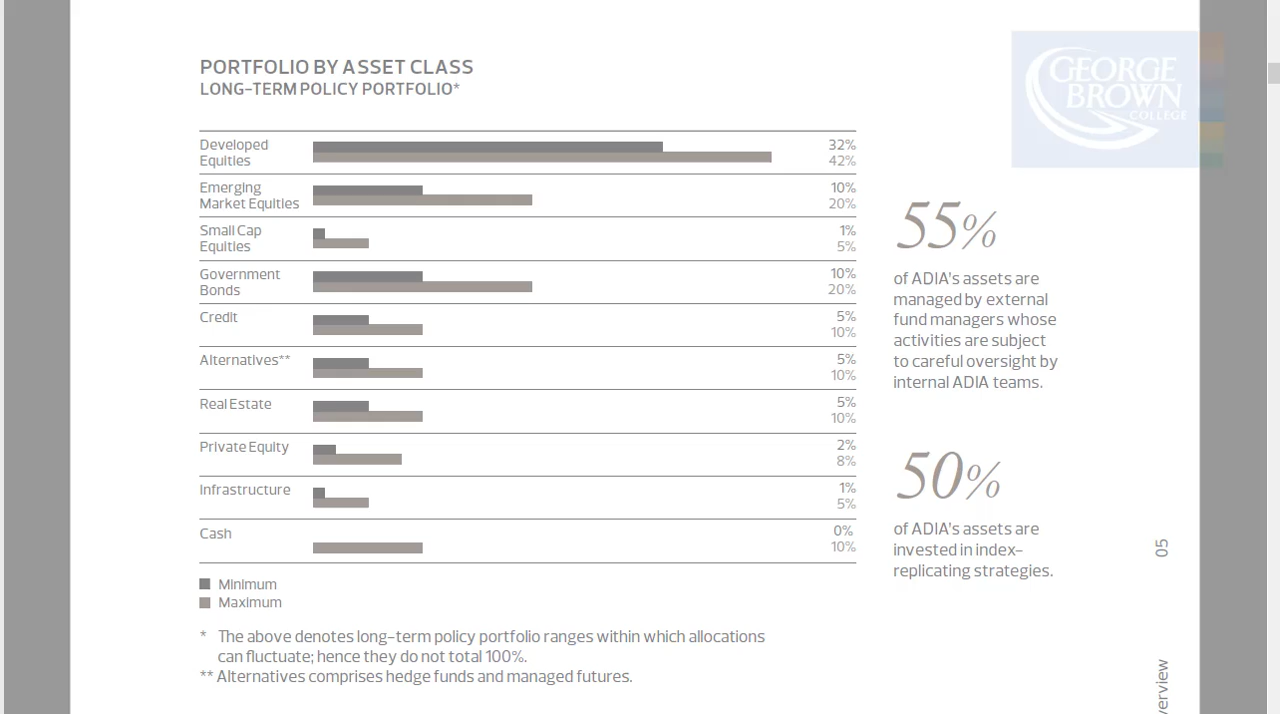 PORTFOLIO BY ASSET CLASS
LONG-TERM POLICY PORTFOLIO*
GEORGE
BROWN
COLLEGE
Developed
Equities
32%
42%
Emerging
Market Equities
10%
20%
Small Cap
Equities
1%
5%
Government
Bonds
10%
20%
Credit
5%
10%
Alternatives**
5%
10%
Real Estate
5%
10%
Private Equity
2%
8%
Infrastructure
1%
5%
Cash
0%
10%
Minimum
Maximum
* The above denotes long-term policy portfolio ranges within which allocations
can fluctuate; hence they do not total 100%.
** Alternatives comprises hedge funds and managed futures.
55%
of ADIA's assets are
managed by external
fund managers whose
activities are subject
to careful oversight by
internal ADIA teams.
50%
of ADIA's assets are
invested in index-
replicating strategies.
05